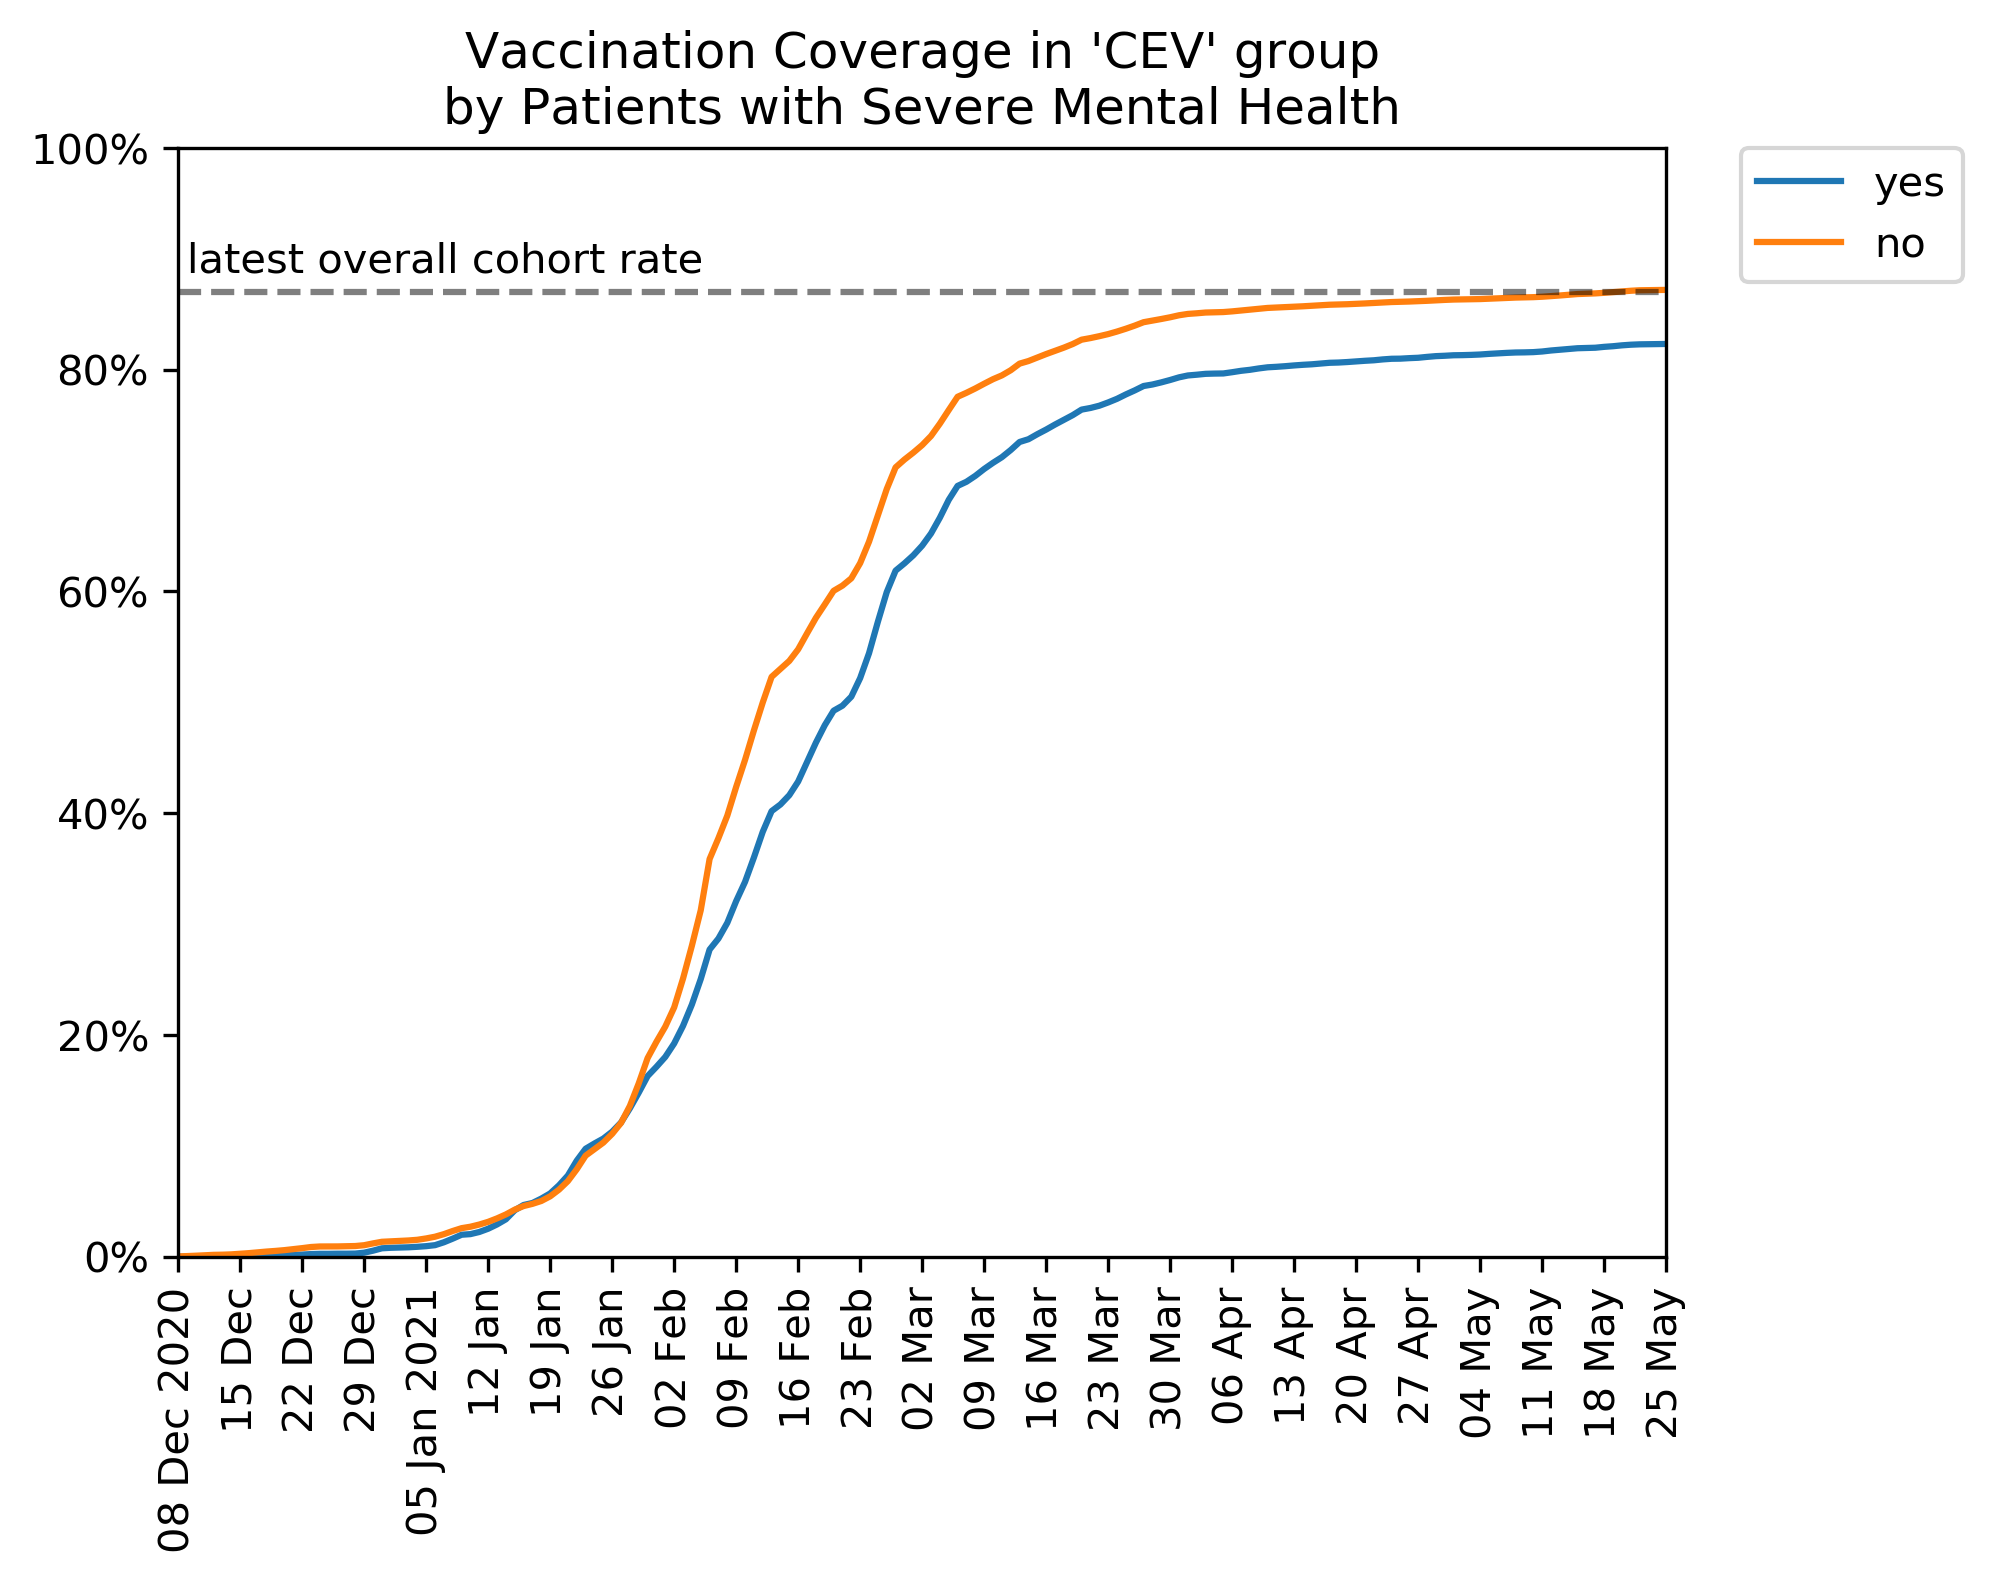 Vaccination Coverage in 'CEV' group
by Patients with Severe Mental Health
100%
80%
60%
40%
20%
0%
latest overall cohort rate
yes
no
08 Dec 2020
15 Dec
22 Dec
29 Dec
05 Jan 2021
12 Jan
19 Jan
26 Jan
02 Feb
09 Feb
16 Feb
23 Feb
02 Mar
09 Mar
16 Mar
23 Mar
30 Mar
06 Apr
13 Apr
20 Apr
27 Apr
04 May
11 May
18 May
25 May